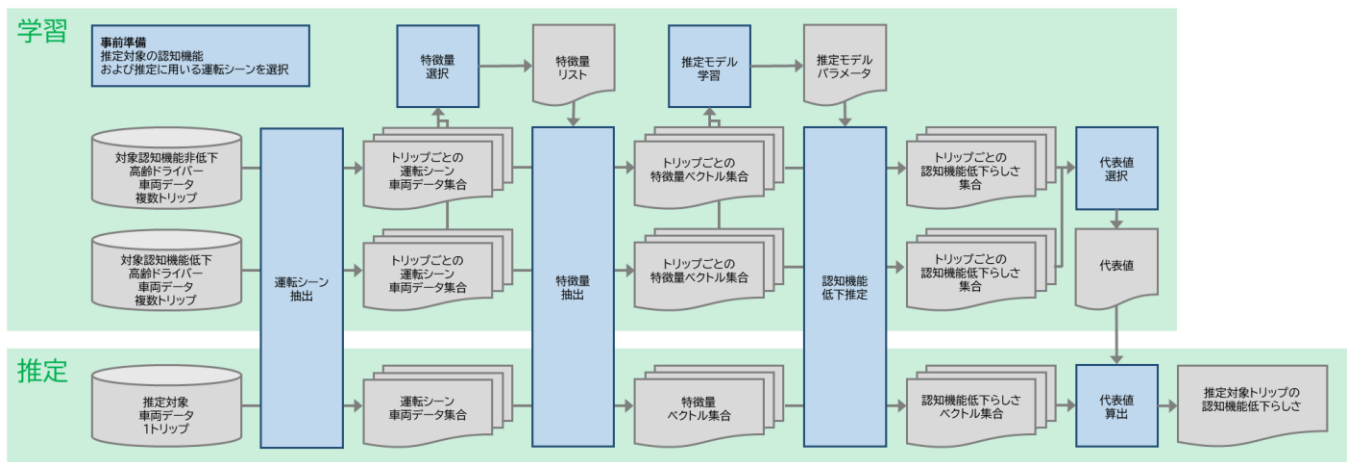 学習
事前準備
推定対象の認知機能
および推定に用いる運転シーンを選択
特徴量
選択
特徴量
リスト
推定モデル
学習
推定モデル
パラメータ
対象認知機能非低下
高齢ドライバー
車両データ
複数トリップ
トリップごとの
運転シーン
車両データ集合
トリップごとの
特徴量ベクトル集合
トリップごとの
認知機能低下らしさ
集合
代表値
選択
対象認知機能低下
高齢ドライバー
車両データ
複数トリップ
運転シーン
抽出
トリップごとの
運転シーン
車両データ集合
特徴量
抽出
トリップごとの
特徴量ベクトル集合
認知機能
低下推定
トリップごとの
認知機能低下らしさ
集合
代表値
推定
推定対象
車両データ
1トリップ
運転シーン
車両データ集合
特徴量
ベクトル集合
認知機能低下らしさ
ベクトル集合
代表値
算出
推定対象トリップの
認知機能低下らしさ